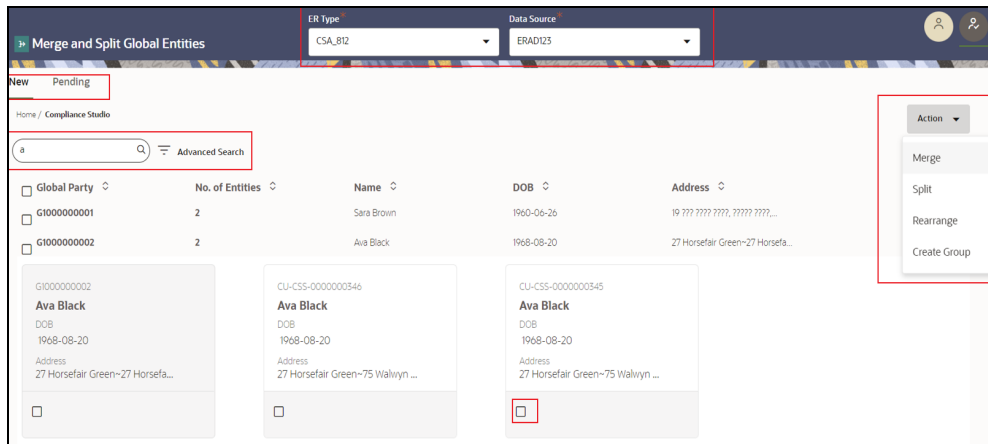 ER Type *
Data Source *
Merge and Split Global Entities
CSA_812
ERAD123
New
Pending
Home / Compliance Studio
Action
a
Advanced Search
Merge
Split
Rearrange
Create Group
Global Party
No. of Entities
Name
DOB
Address
G1000000001
2
Sara Brown
1960-06-26
19 ??? ???? ????, ????? ????,...
G1000000002
2
Ava Black
1968-08-20
27 Horsefair Green~27 Horsefa...
G1000000002
Ava Black
DOB
1968-08-20
Address
27 Horsefair Green~27 Horsefa...
CU-CSS-0000000346
Ava Black
DOB
1968-08-20
Address
27 Horsefair Green~75 Walwyn ...
CU-CSS-0000000345
Ava Black
DOB
1968-08-20
Address
27 Horsefair Green~75 Walwyn ...